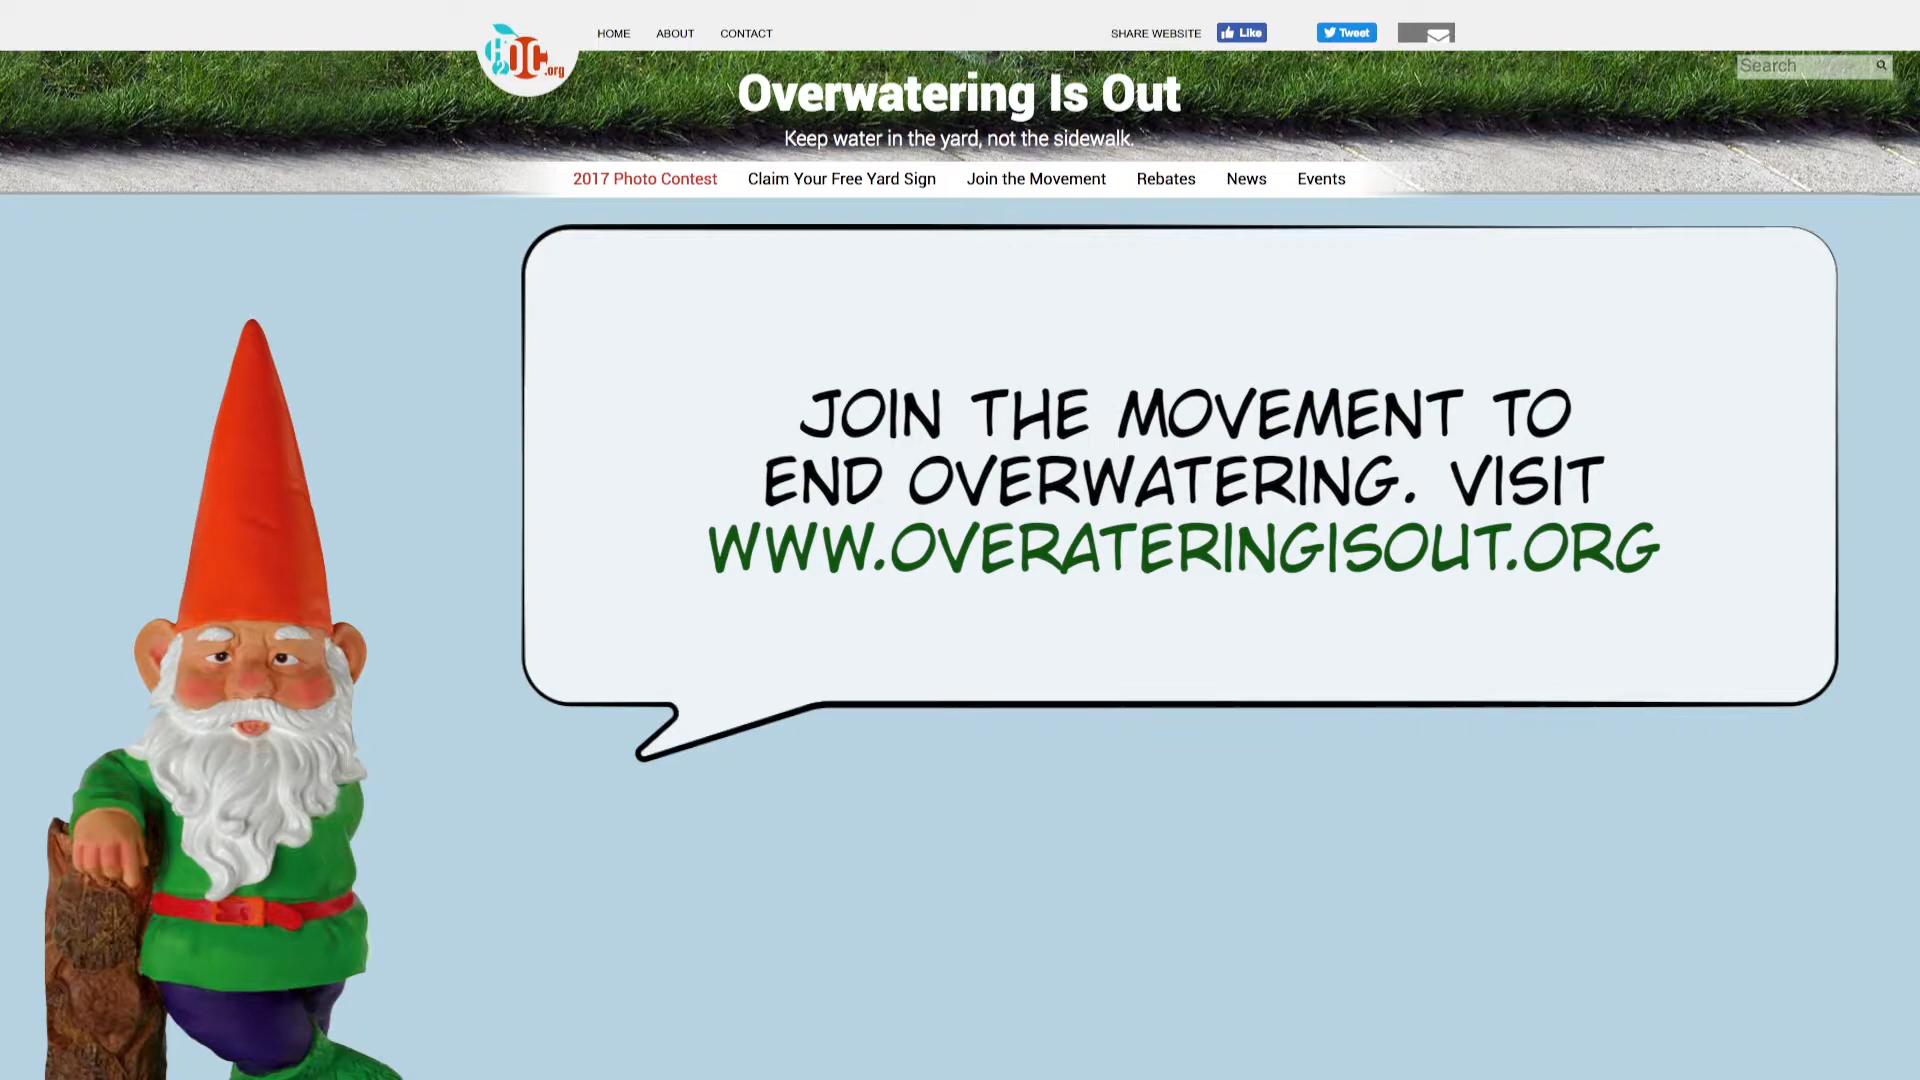 HOME ABOUT CONTACT SHARE WEBSITE Like Tweet
H2OC.org
Search
Overwatering Is Out
Keep water in the yard, not the sidewalk.
2017 Photo Contest Claim Your Free Yard Sign Join the Movement Rebates News Events
JOIN THE MOVEMENT TO
END OVERWATERING. VISIT
WWW.OVERATERINGISOUT.ORG